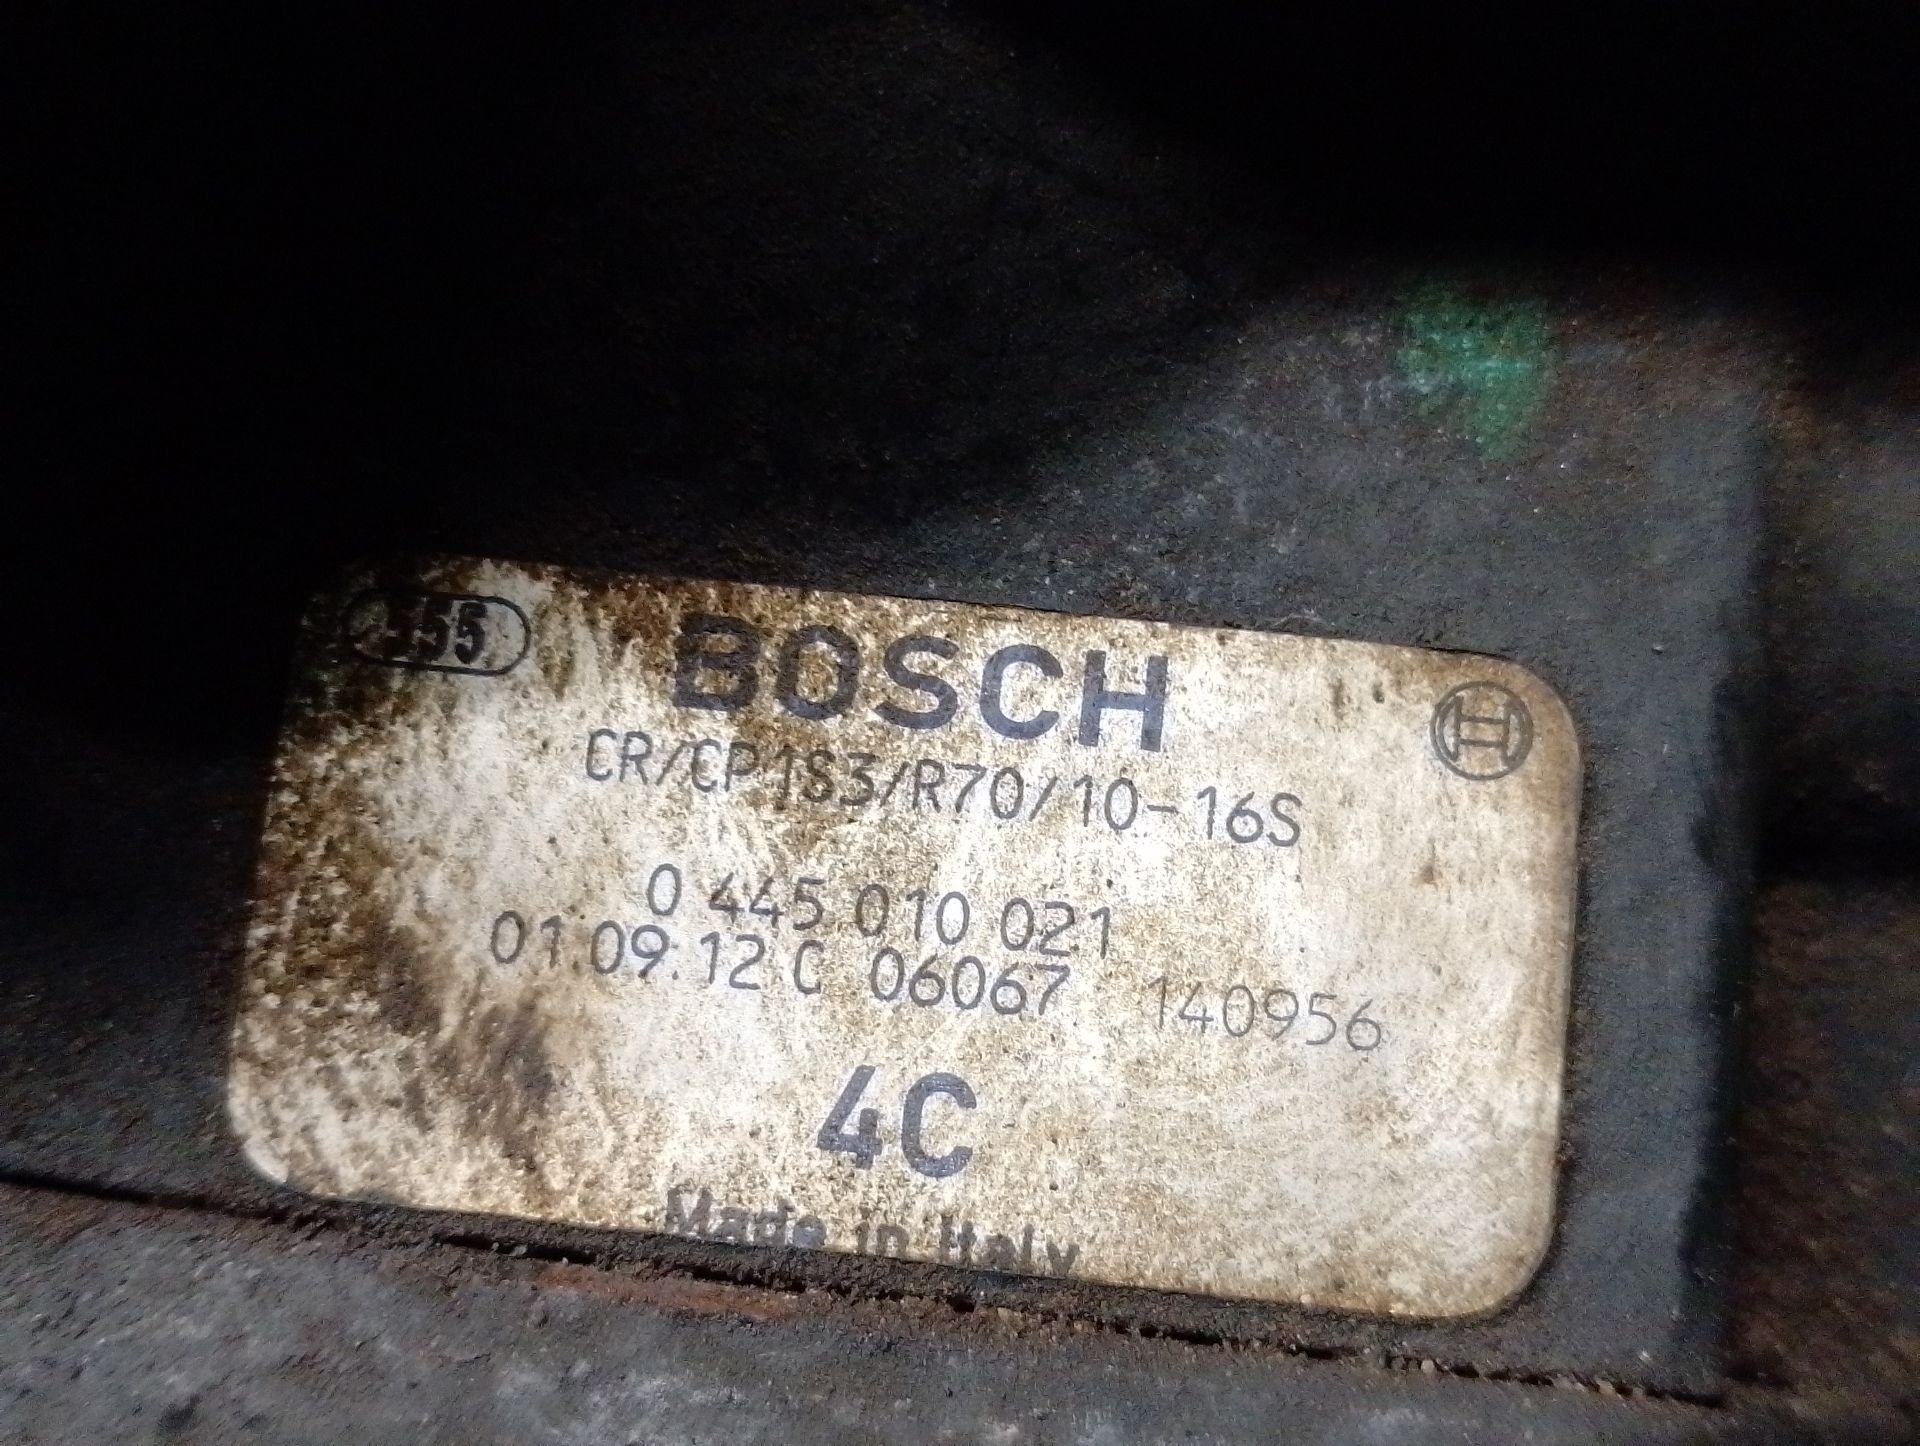 555
BOSCH
CR/CP1S3/R70/10-16S
0 445 010 021
01 09.12 C 06067 140956
4C
Made in Italy